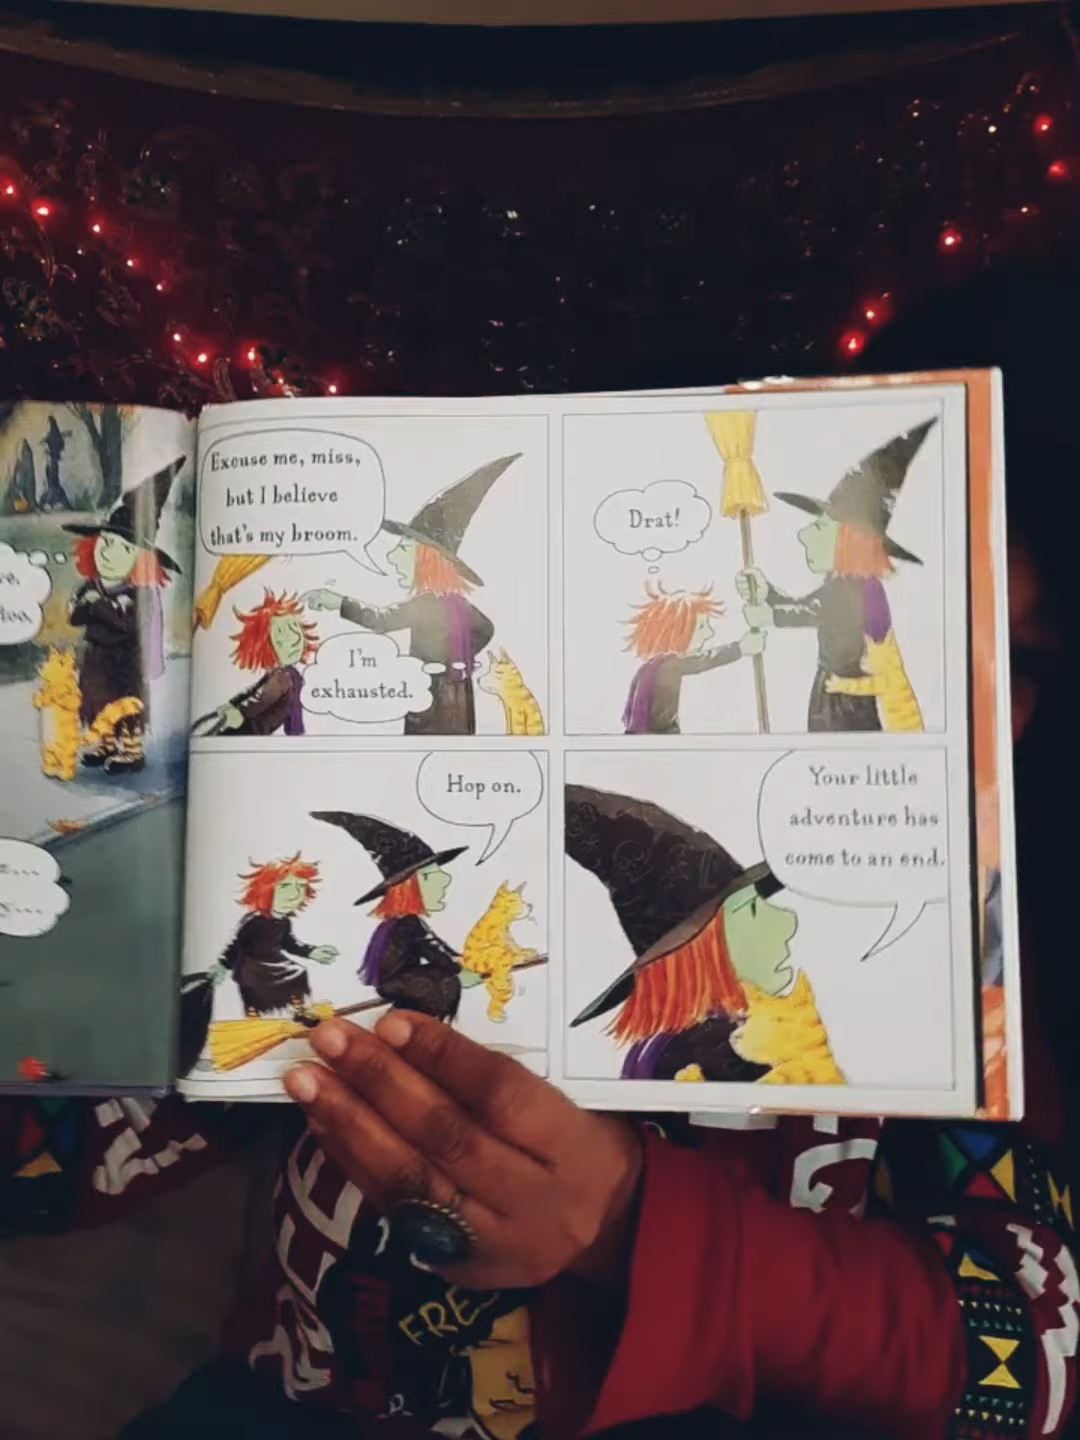 Excuse me, miss,
but I believe
that's my broom.
I'm
exhausted.
Drat!
Hop on.
Your little
adventure has
come to an end.
FRE